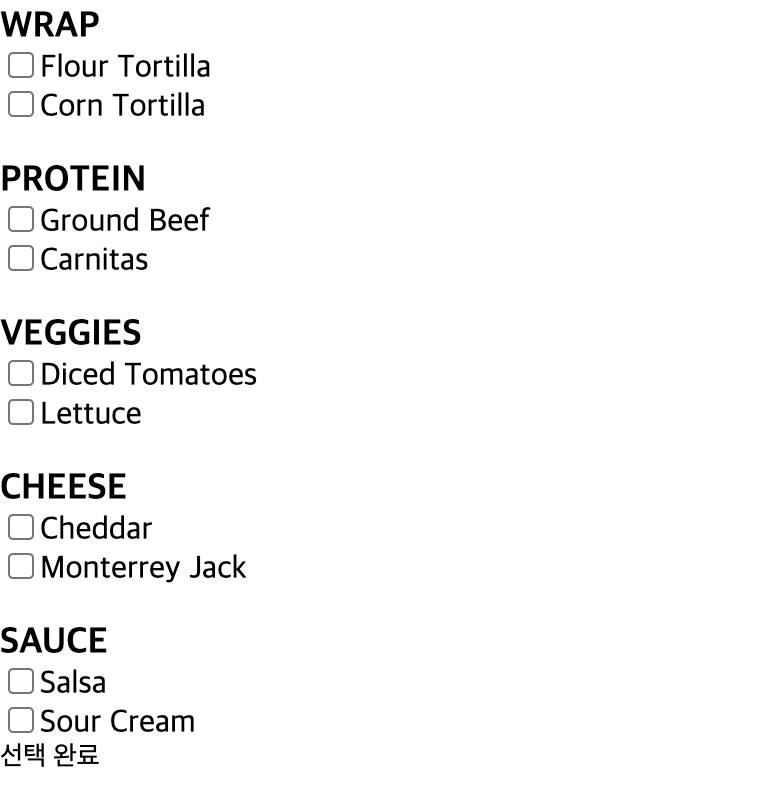 WRAP
Flour Tortilla
Corn Tortilla
PROTEIN
Ground Beef
Carnitas
VEGGIES
Diced Tomatoes
Lettuce
CHEESE
Cheddar
Monterrey Jack
SAUCE
Salsa
Sour Cream
선택 완료